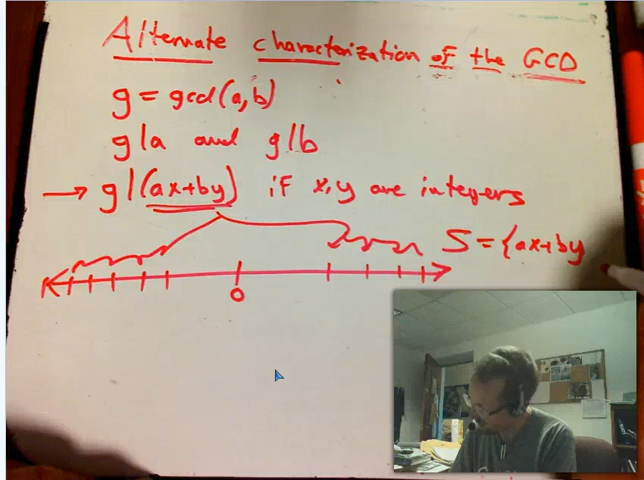 Alternate characterization of the GCD
g = gcd(a,b)
g|a and g|b
→ g|(ax+by) if x,y are integers
S = {ax+by
0